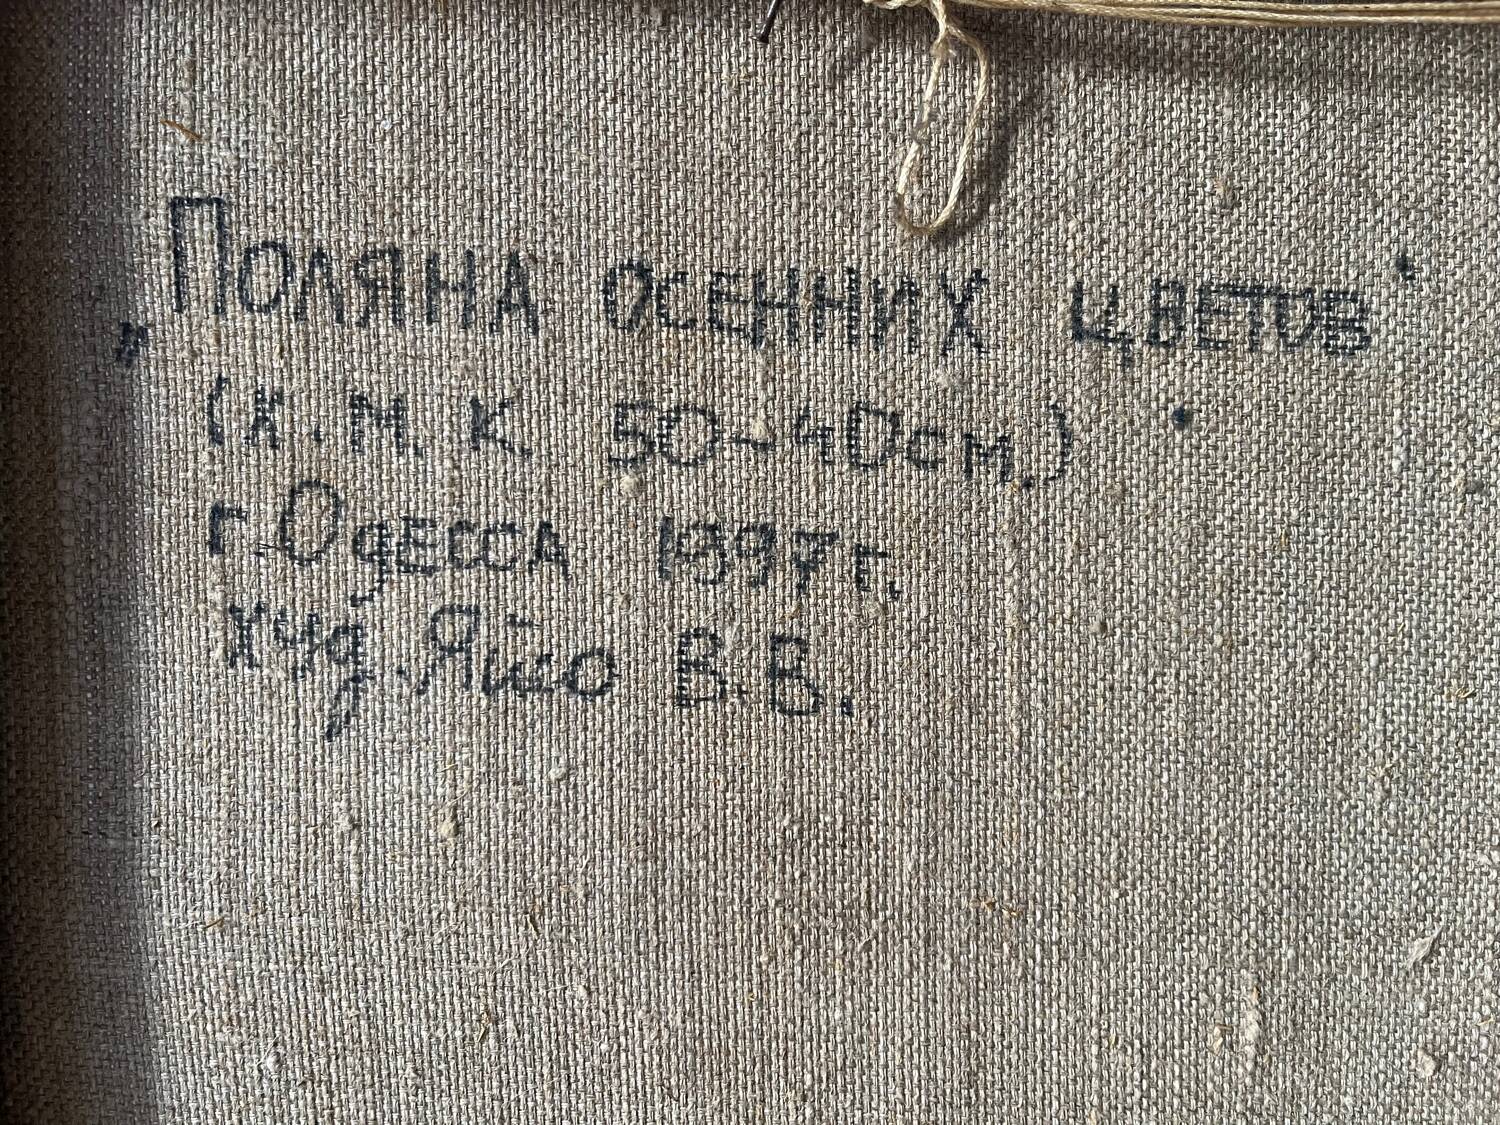 „Поляна осенних цветов"
(х.м.к 50-40см.)
г.Одесса 1997г.
худ.Яйло В.В.